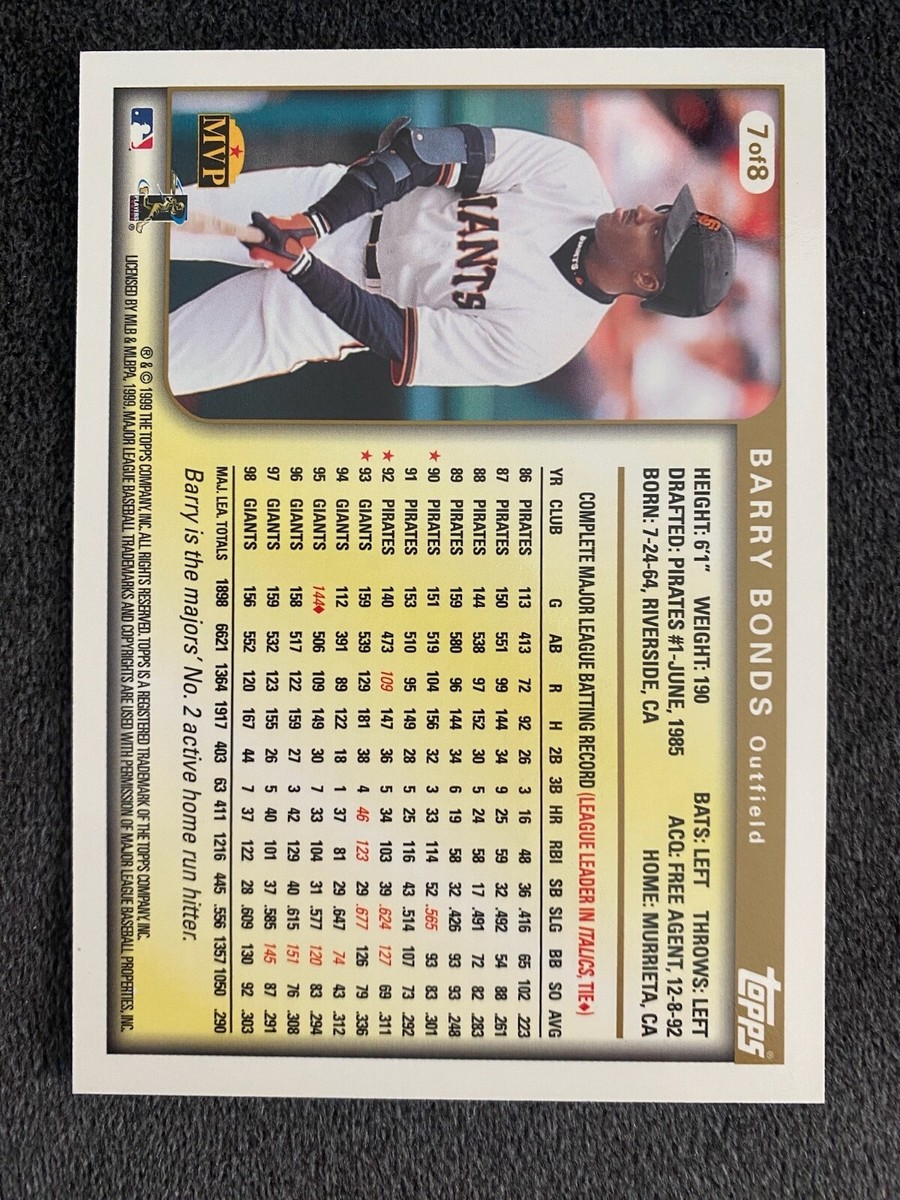 7 of 8
BARRY BONDS Outfield
topps®
HEIGHT: 6'1" WEIGHT: 190 BATS: LEFT THROWS: LEFT
DRAFTED: PIRATES #1-JUNE, 1985 ACQ: FREE AGENT, 12-8-92
BORN: 7-24-64, RIVERSIDE, CA HOME: MURRIETA, CA
COMPLETE MAJOR LEAGUE BATTING RECORD (LEAGUE LEADER IN ITALICS, TIE♦)
YR CLUB G AB R H 2B 3B HR RBI SB SLG BB SO AVG
86 PIRATES 113 413 72 92 26 3 16 48 36 .416 65 102 .223
87 PIRATES 150 551 99 144 34 9 25 59 32 .492 54 88 .261
88 PIRATES 144 538 97 152 30 5 24 58 17 .491 72 82 .283
89 PIRATES 159 580 96 144 34 6 19 58 32 .426 93 93 .248
★ 90 PIRATES 151 519 104 156 32 3 33 114 52 .565 93 83 .301
91 PIRATES 153 510 95 149 28 5 25 116 43 .514 107 73 .292
★ 92 PIRATES 140 473 109 147 36 5 34 103 39 .624 127 69 .311
★ 93 GIANTS 159 539 129 181 38 4 46 123 29 .677 126 79 .336
94 GIANTS 112 391 89 122 18 1 37 81 29 .647 74 43 .312
95 GIANTS 144♦ 506 109 149 30 7 33 104 31 .577 120 83 .294
96 GIANTS 158 517 122 159 27 3 42 129 40 .615 151 76 .308
97 GIANTS 159 532 123 155 26 5 40 101 37 .585 145 87 .291
98 GIANTS 156 552 120 167 44 7 37 122 28 .609 130 92 .303
MAJ. LEA. TOTALS 1898 6621 1364 1917 403 63 411 1216 445 .556 1357 1050 .290
Barry is the majors' No. 2 active home run hitter.
IANTS
GIANTS
SF
MVP
PLAYERS
® & © 1999 THE TOPPS COMPANY, INC. ALL RIGHTS RESERVED. TOPPS IS A REGISTERED TRADEMARK OF THE TOPPS COMPANY, INC.
LICENSED BY MLB & MLBPA, 1999. MAJOR LEAGUE BASEBALL TRADEMARKS AND COPYRIGHTS ARE USED WITH PERMISSION OF MAJOR LEAGUE BASEBALL PROPERTIES, INC.